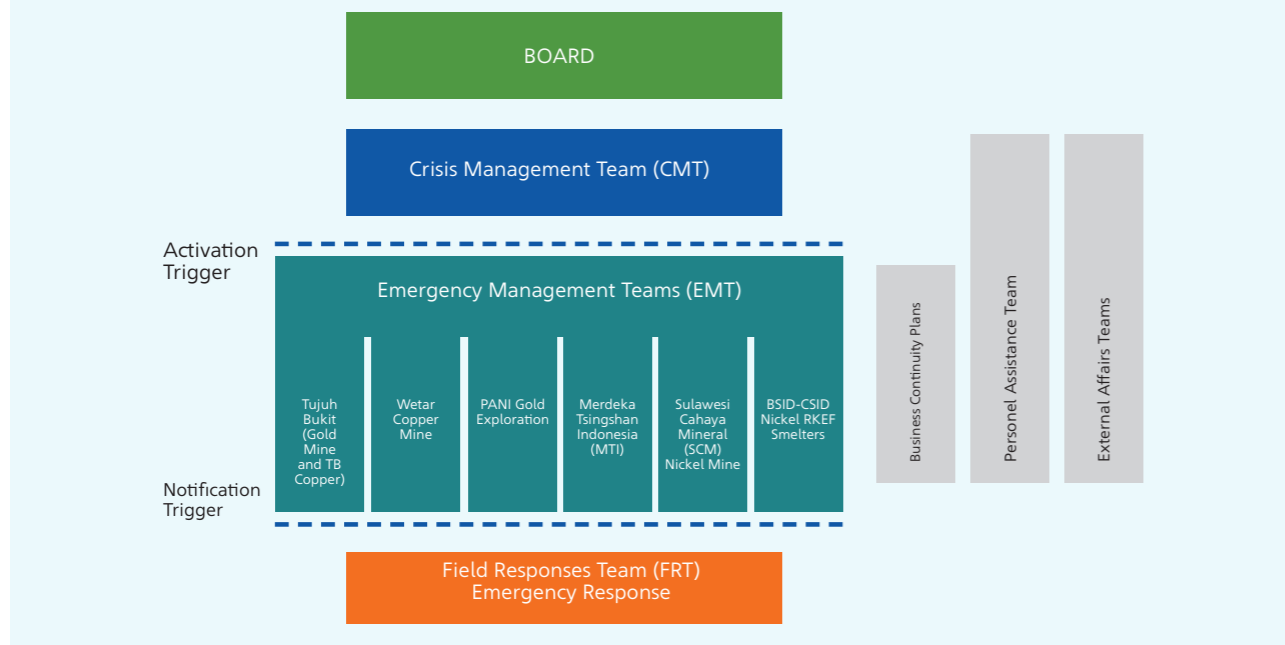 BOARD
Crisis Management Team (CMT)
Activation
Trigger
Emergency Management Teams (EMT)
Tujuh
Bukit
(Gold
Mine
and TB
Copper)
Wetar
Copper
Mine
PANI Gold
Exploration
Merdeka
Tsingshan
Indonesia
(MTI)
Sulawesi
Cahaya
Mineral
(SCM)
Nickel Mine
BSID-CSID
Nickel RKEF
Smelters
Notification
Trigger
Field Responses Team (FRT)
Emergency Response
Business Continuity Plans
Personel Assistance Team
External Affairs Teams